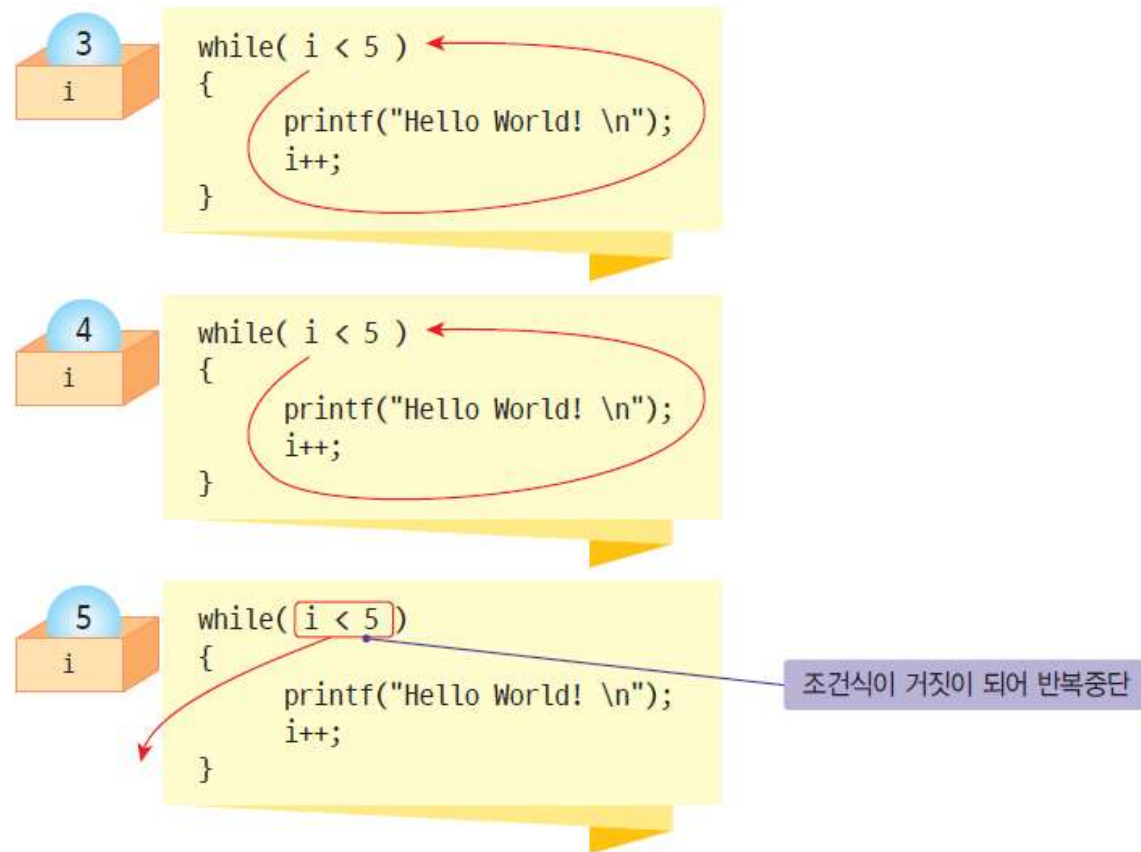 3
i
while( i < 5 )
{
printf("Hello World! \n");
i++;
}
4
i
while( i < 5 )
{
printf("Hello World! \n");
i++;
}
5
i
while( i < 5 )
{
printf("Hello World! \n");
i++;
}
조건식이 거짓이 되어 반복중단